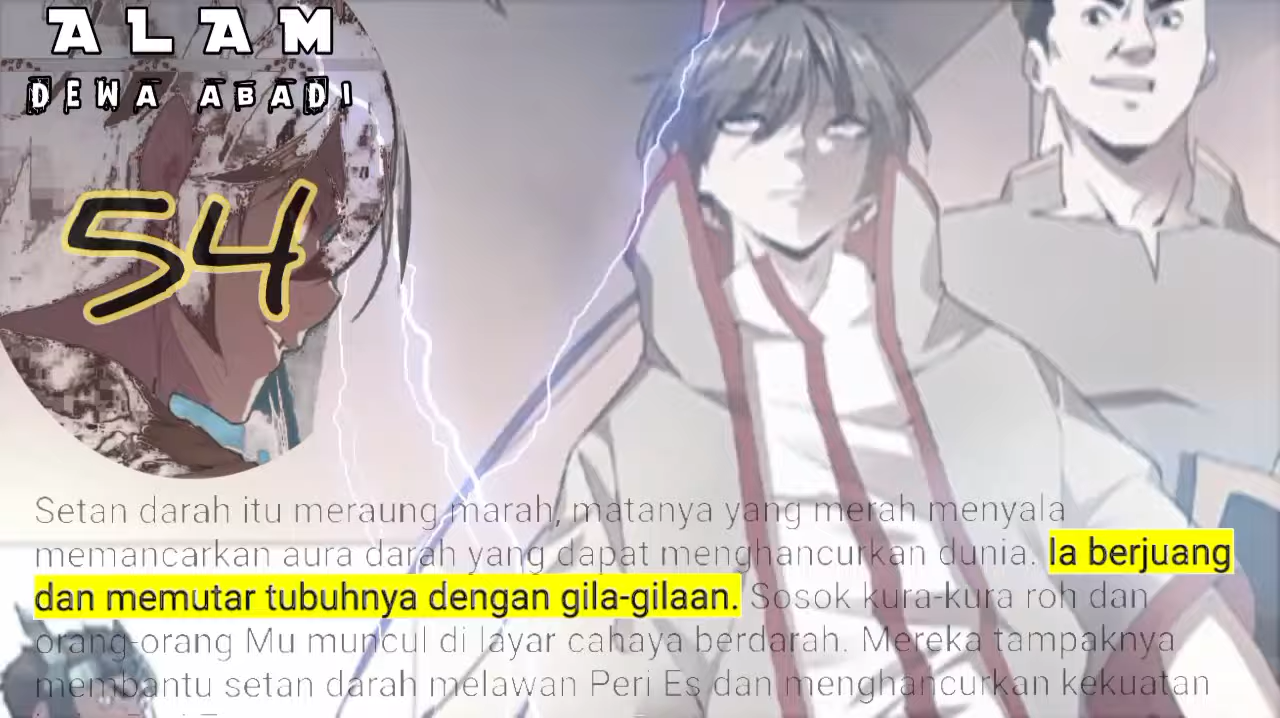 ALAM
DEWA ABADI
54
Setan darah itu meraung marah, matanya yang merah menyala
memancarkan aura darah yang dapat menghancurkan dunia. Ia berjuang
dan memutar tubuhnya dengan gila-gilaan. Sosok kura-kura roh dan
orang-orang Mu muncul di layar cahaya berdarah. Mereka tampaknya
membantu setan darah melawan Peri Es dan menghancurkan kekuatan